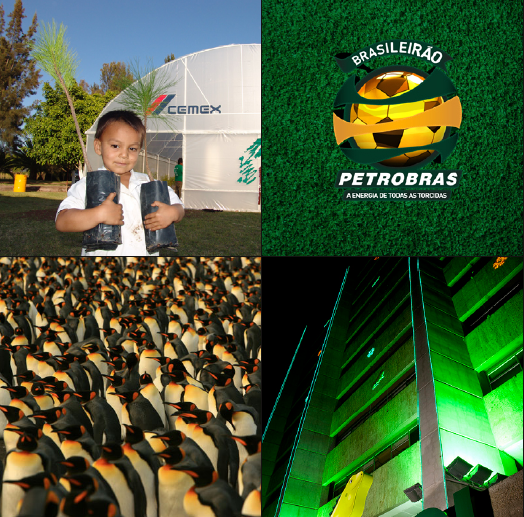 CEMEX
BRASILEIRÃO
PETROBRAS
A ENERGIA DE TODAS AS TORCIDAS